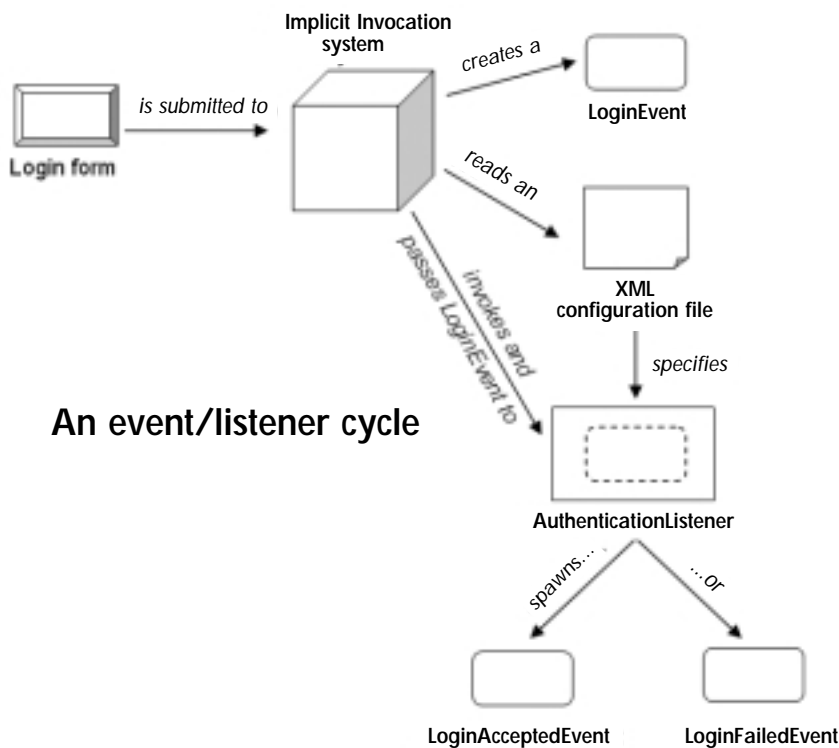 Implicit Invocation
system
creates a
LoginEvent
is submitted to
Login form
reads an
XML
configuration file
invokes and
passes LoginEvent to
specifies
An event/listener cycle
AuthenticationListener
spawns...
...or
LoginAcceptedEvent
LoginFailedEvent